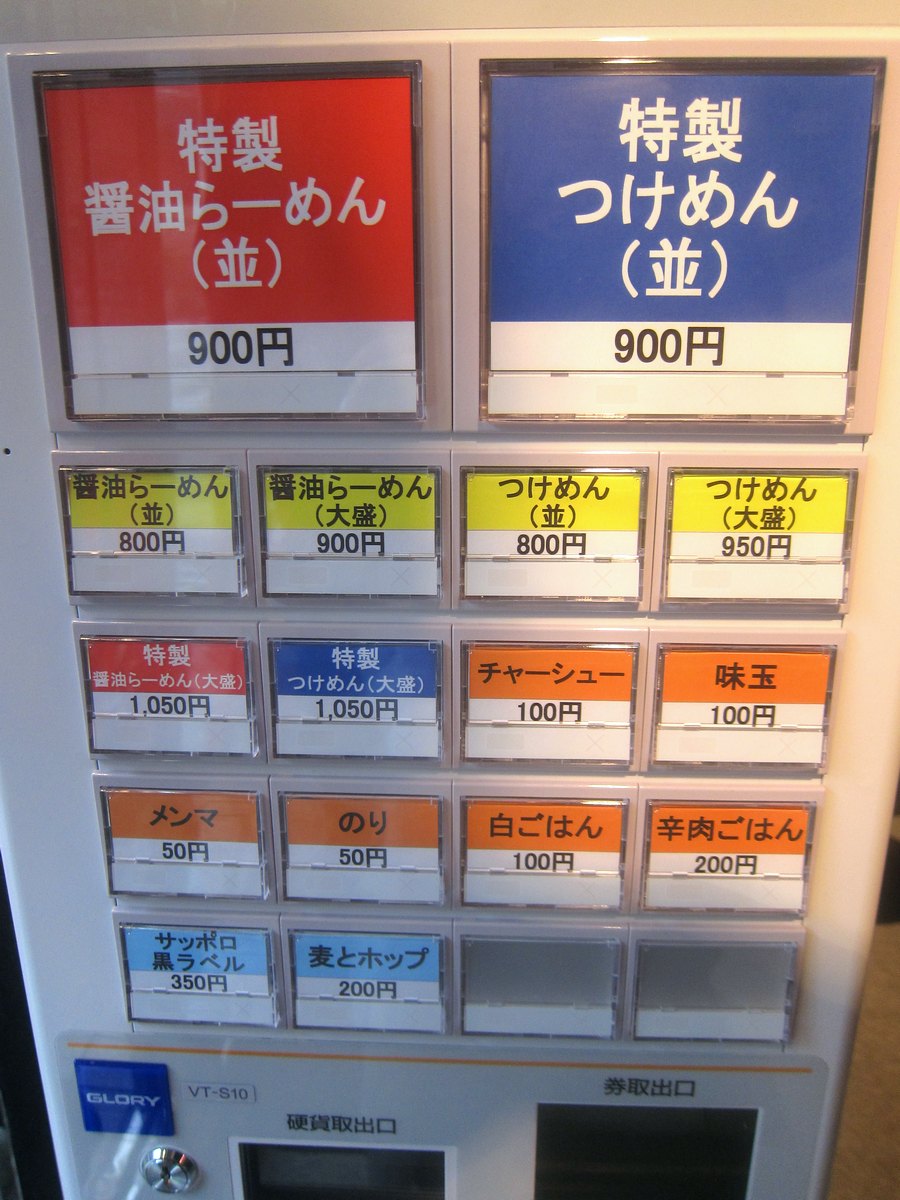 特製
醤油らーめん
（並）
900円
特製
つけめん
（並）
900円
醤油らーめん
（並）
800円
醤油らーめん
（大盛）
900円
つけめん
（並）
800円
つけめん
（大盛）
950円
特製
醤油らーめん（大盛）
1,050円
特製
つけめん（大盛）
1,050円
チャーシュー
100円
味玉
100円
メンマ
50円
のり
50円
白ごはん
100円
辛肉ごはん
200円
サッポロ
黒ラベル
350円
麦とホップ
200円
GLORY
VT-S10
硬貨取出口
券取出口